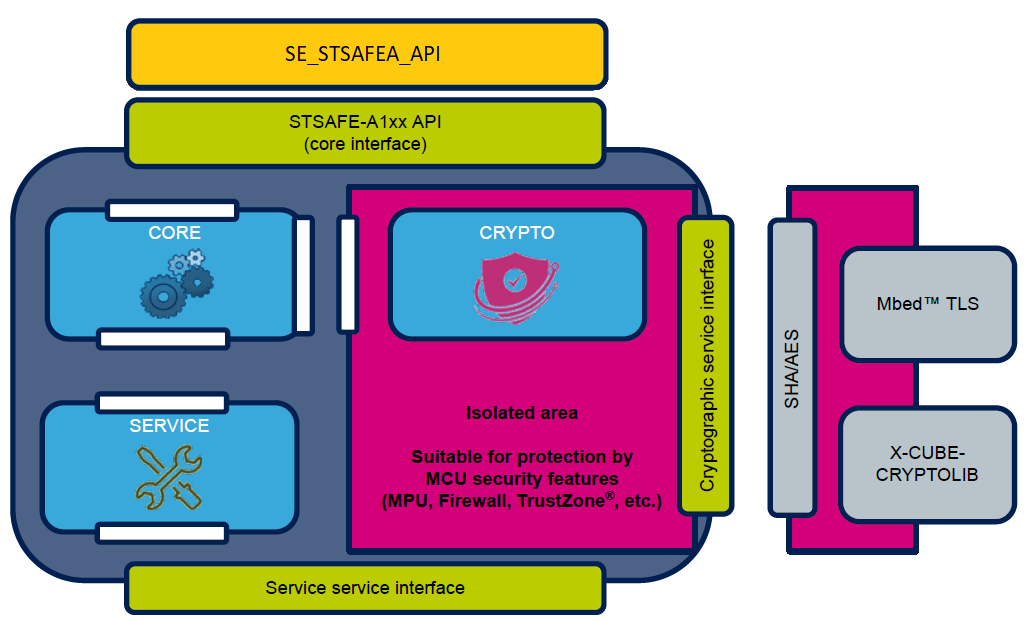 SE_STSAFEA_API
STSAFE-A1xx API
(core interface)
CORE
CRYPTO
SERVICE
Isolated area
Suitable for protection by
MCU security features
(MPU, Firewall, TrustZone®, etc.)
Cryptographic service interface
SHA/AES
Mbed™ TLS
X-CUBE-
CRYPTOLIB
Service service interface